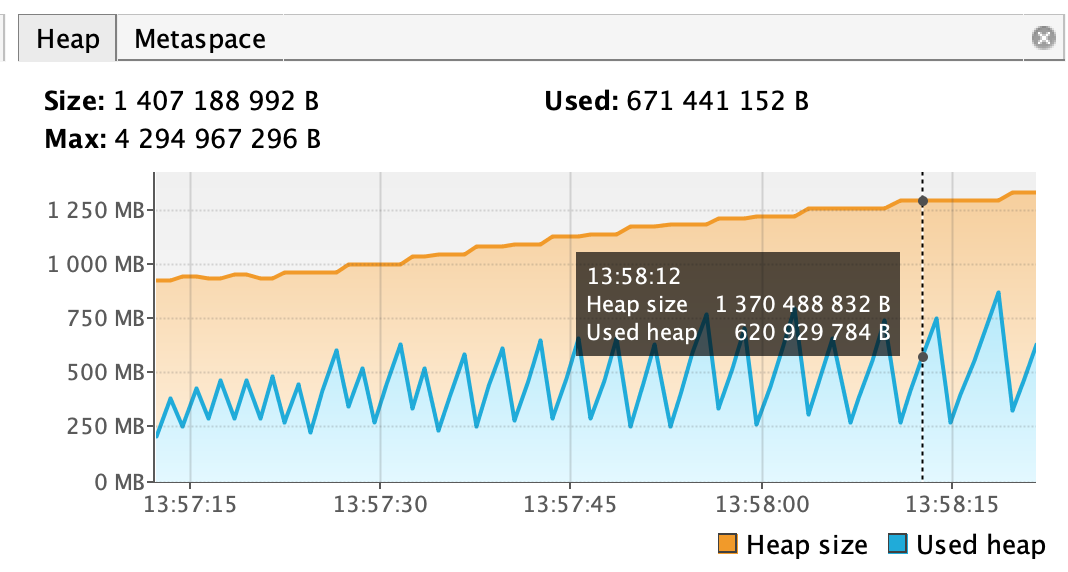 Heap Metaspace
Size: 1 407 188 992 B Used: 671 441 152 B
Max: 4 294 967 296 B
1 250 MB
1 000 MB
750 MB
500 MB
250 MB
0 MB
13:58:12
Heap size 1 370 488 832 B
Used heap 620 929 784 B
13:57:15 13:57:30 13:57:45 13:58:00 13:58:15
Heap size Used heap